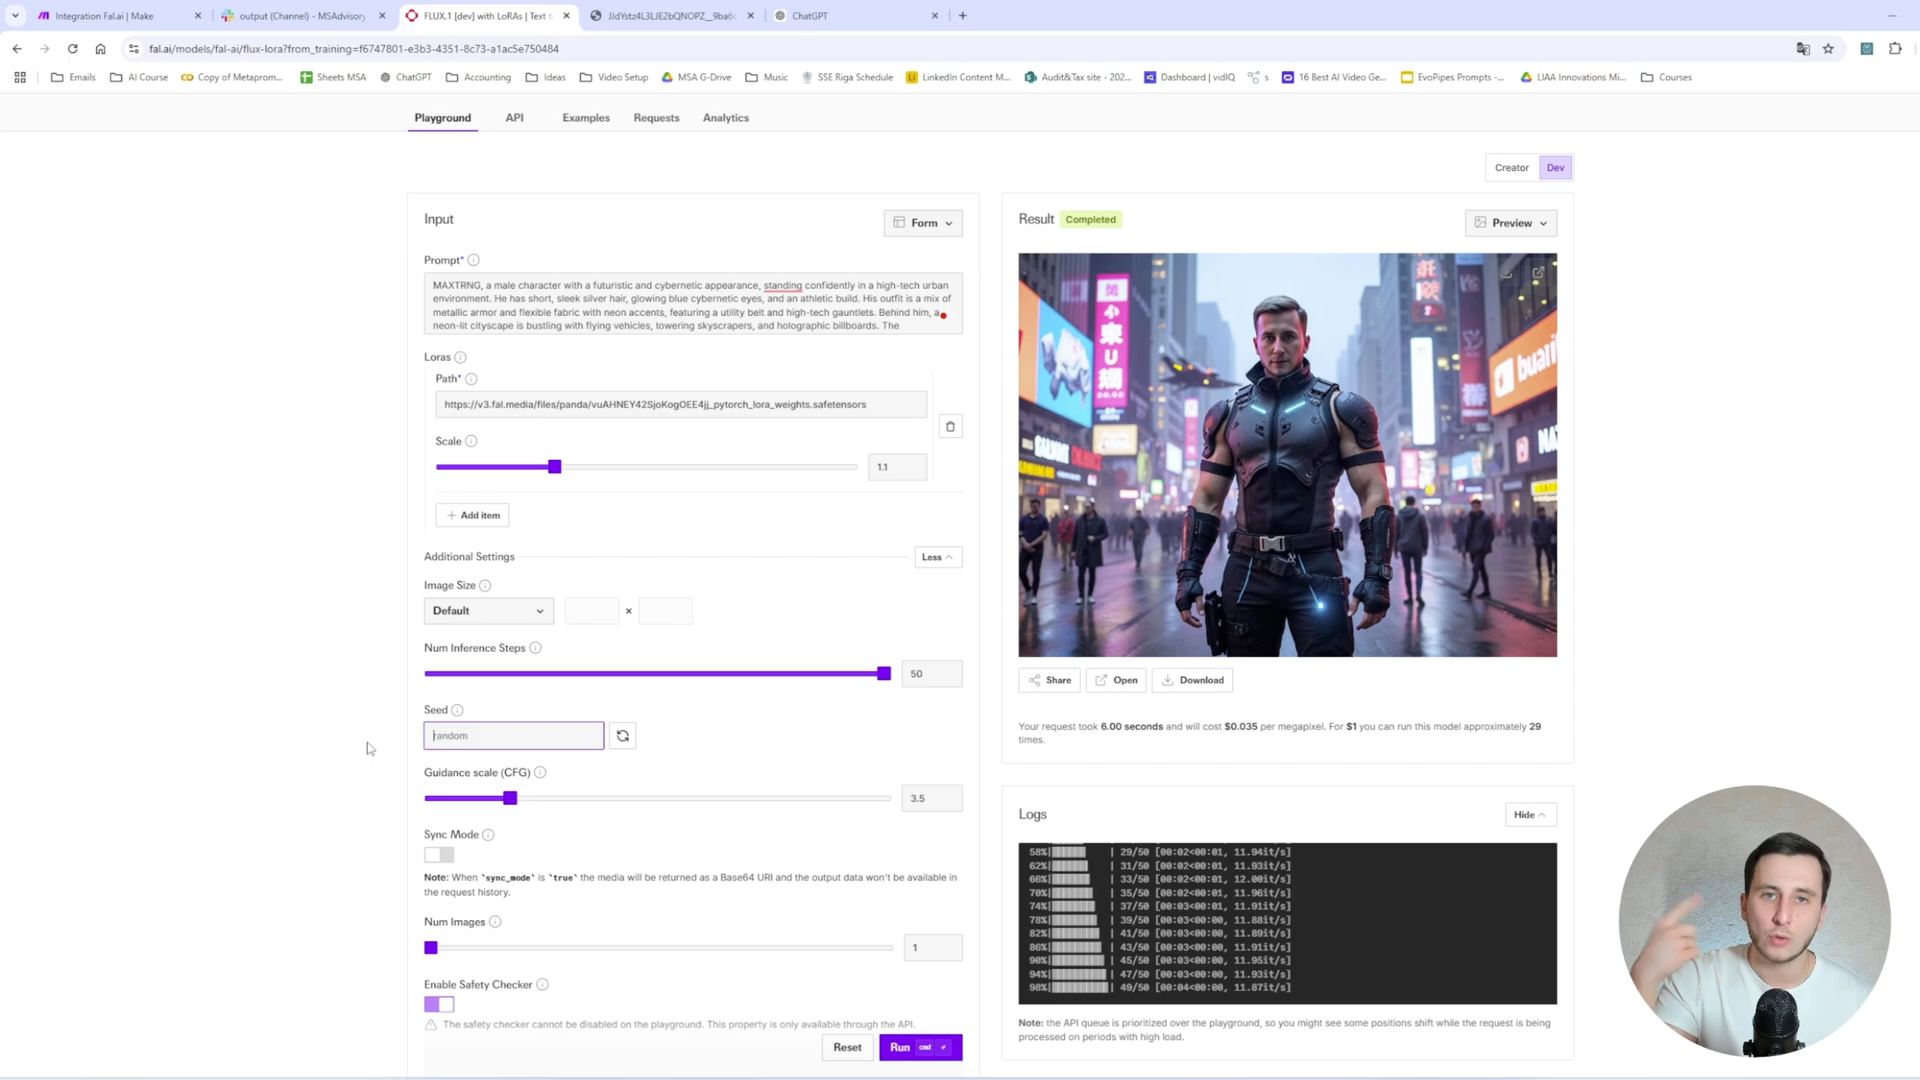 Integration Fal.ai | Make
output (Channel) - MSAdvisory
FLUX.1 [dev] with LoRAs | Text t
JJdYstz4L3LJE2bQNOPZ__9ba6
ChatGPT
fal.ai/models/fal-ai/flux-lora?from_training=f6747801-e3b3-4351-8c73-a1ac5e750484
Emails
AI Course
Copy of Metaprom...
Sheets MSA
ChatGPT
Accounting
Ideas
Video Setup
MSA G-Drive
Music
SSE Riga Schedule
LinkedIn Content M...
Audit&Tax site - 202...
Dashboard | vidIQ
s
16 Best AI Video Ge...
EvoPipes Prompts -...
LIAA Innovations Mi...
Courses
Playground
API
Examples
Requests
Analytics
Creator
Dev
Input
Form
Prompt*
MAXTRNG, a male character with a futuristic and cybernetic appearance, standing confidently in a high-tech urban
environment. He has short, sleek silver hair, glowing blue cybernetic eyes, and an athletic build. His outfit is a mix of
metallic armor and flexible fabric with neon accents, featuring a utility belt and high-tech gauntlets. Behind him, a
neon-lit cityscape is bustling with flying vehicles, towering skyscrapers, and holographic billboards. The
Loras
Path*
https://v3.fal.media/files/panda/vuAHNEY42SjoKogOEE4jj_pytorch_lora_weights.safetensors
Scale
1.1
+ Add item
Additional Settings
Less
Image Size
Default
×
Num Inference Steps
50
Seed
random
Guidance scale (CFG)
3.5
Sync Mode
Note: When `sync_mode` is `true` the media will be returned as a Base64 URI and the output data won't be available in
the request history.
Num Images
1
Enable Safety Checker
The safety checker cannot be disabled on the playground. This property is only available through the API.
Reset
Run cmd
Result
Completed
Preview
Share
Open
Download
Your request took 6.00 seconds and will cost $0.035 per megapixel. For $1 you can run this model approximately 29
times.
Logs
Hide
58%| | 29/50 [00:02<00:01, 11.94it/s]
62%| | 31/50 [00:02<00:01, 11.93it/s]
66%| | 33/50 [00:02<00:01, 12.00it/s]
70%| | 35/50 [00:02<00:01, 11.96it/s]
74%| | 37/50 [00:03<00:01, 11.91it/s]
78%| | 39/50 [00:03<00:00, 11.88it/s]
82%| | 41/50 [00:03<00:00, 11.89it/s]
86%| | 43/50 [00:03<00:00, 11.91it/s]
90%| | 45/50 [00:03<00:00, 11.95it/s]
94%| | 47/50 [00:03<00:00, 11.93it/s]
98%| | 49/50 [00:04<00:00, 11.87it/s]
Note: the API queue is prioritized over the playground, so you might see some positions shift while the request is being
processed on periods with high load.